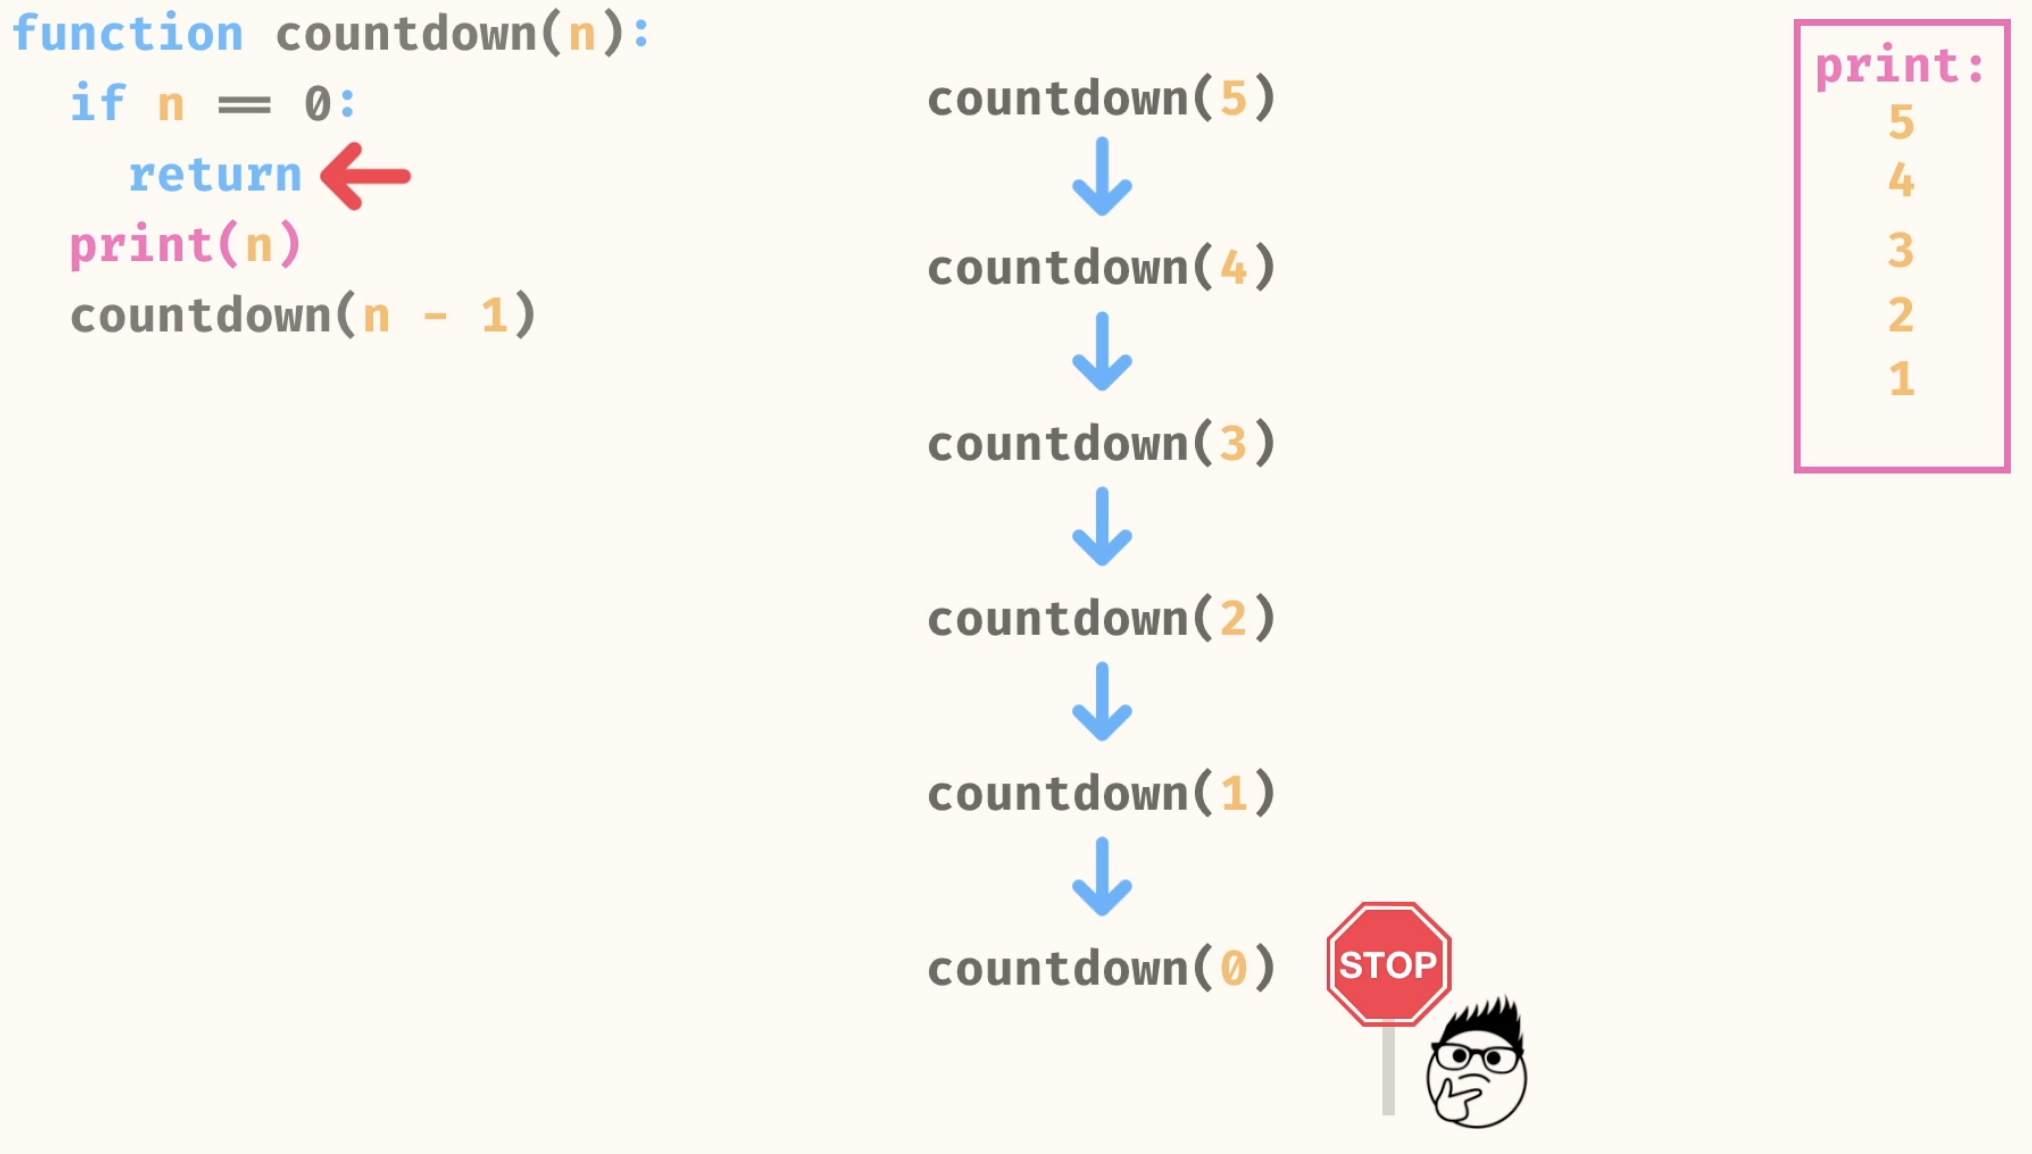 function countdown(n):
if n == 0:
return
print(n)
countdown(n - 1)
countdown(5)
countdown(4)
countdown(3)
countdown(2)
countdown(1)
countdown(0)
STOP
print:
5
4
3
2
1